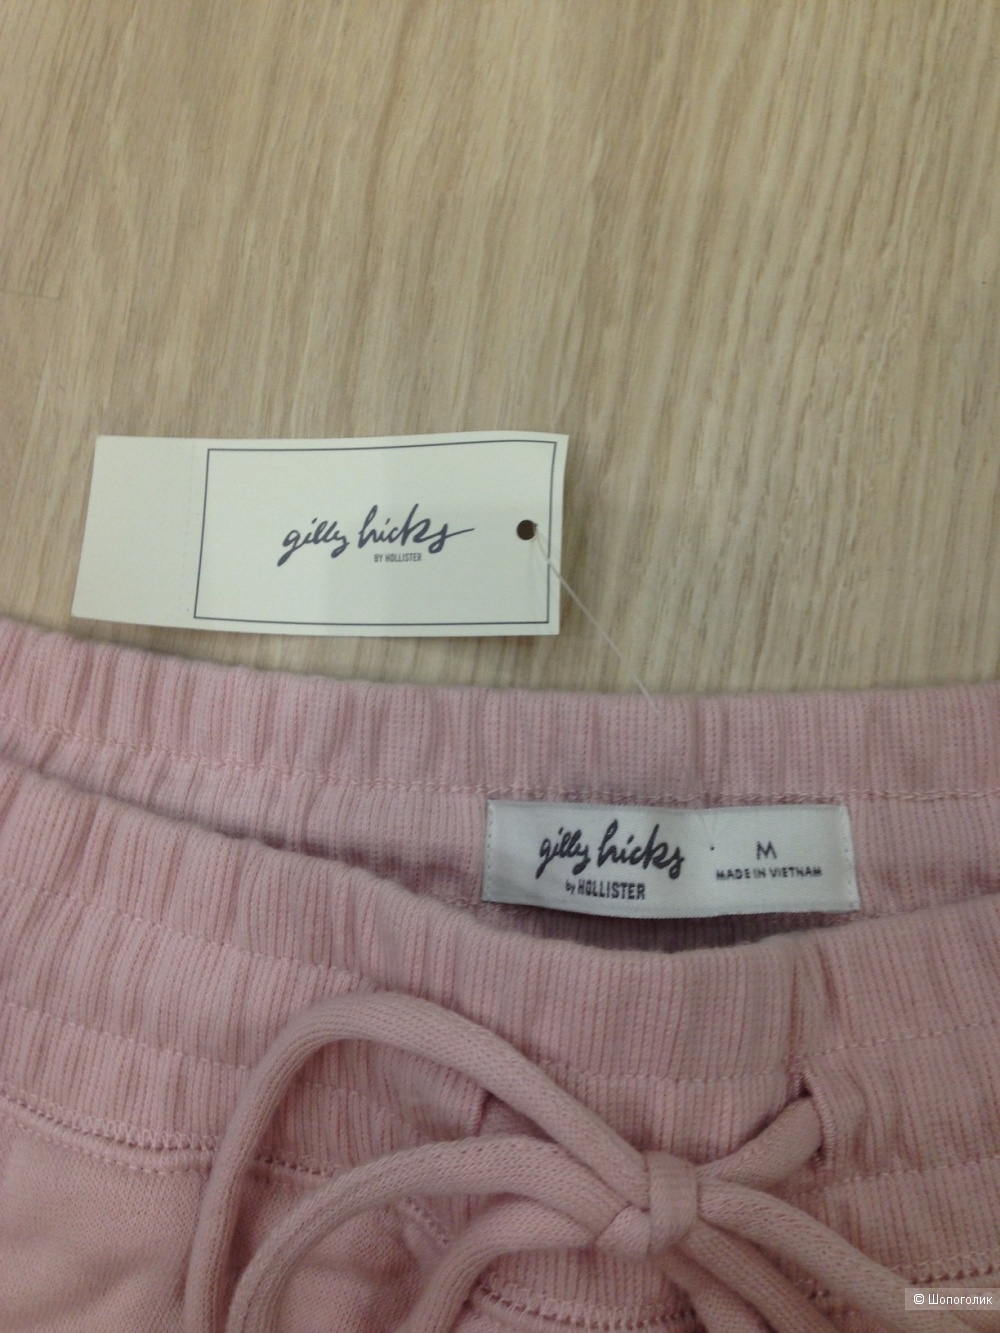 gilly hicks
BY HOLLISTER
gilly hicks
by HOLLISTER
M
MADE IN VIETNAM
© Шопоголик